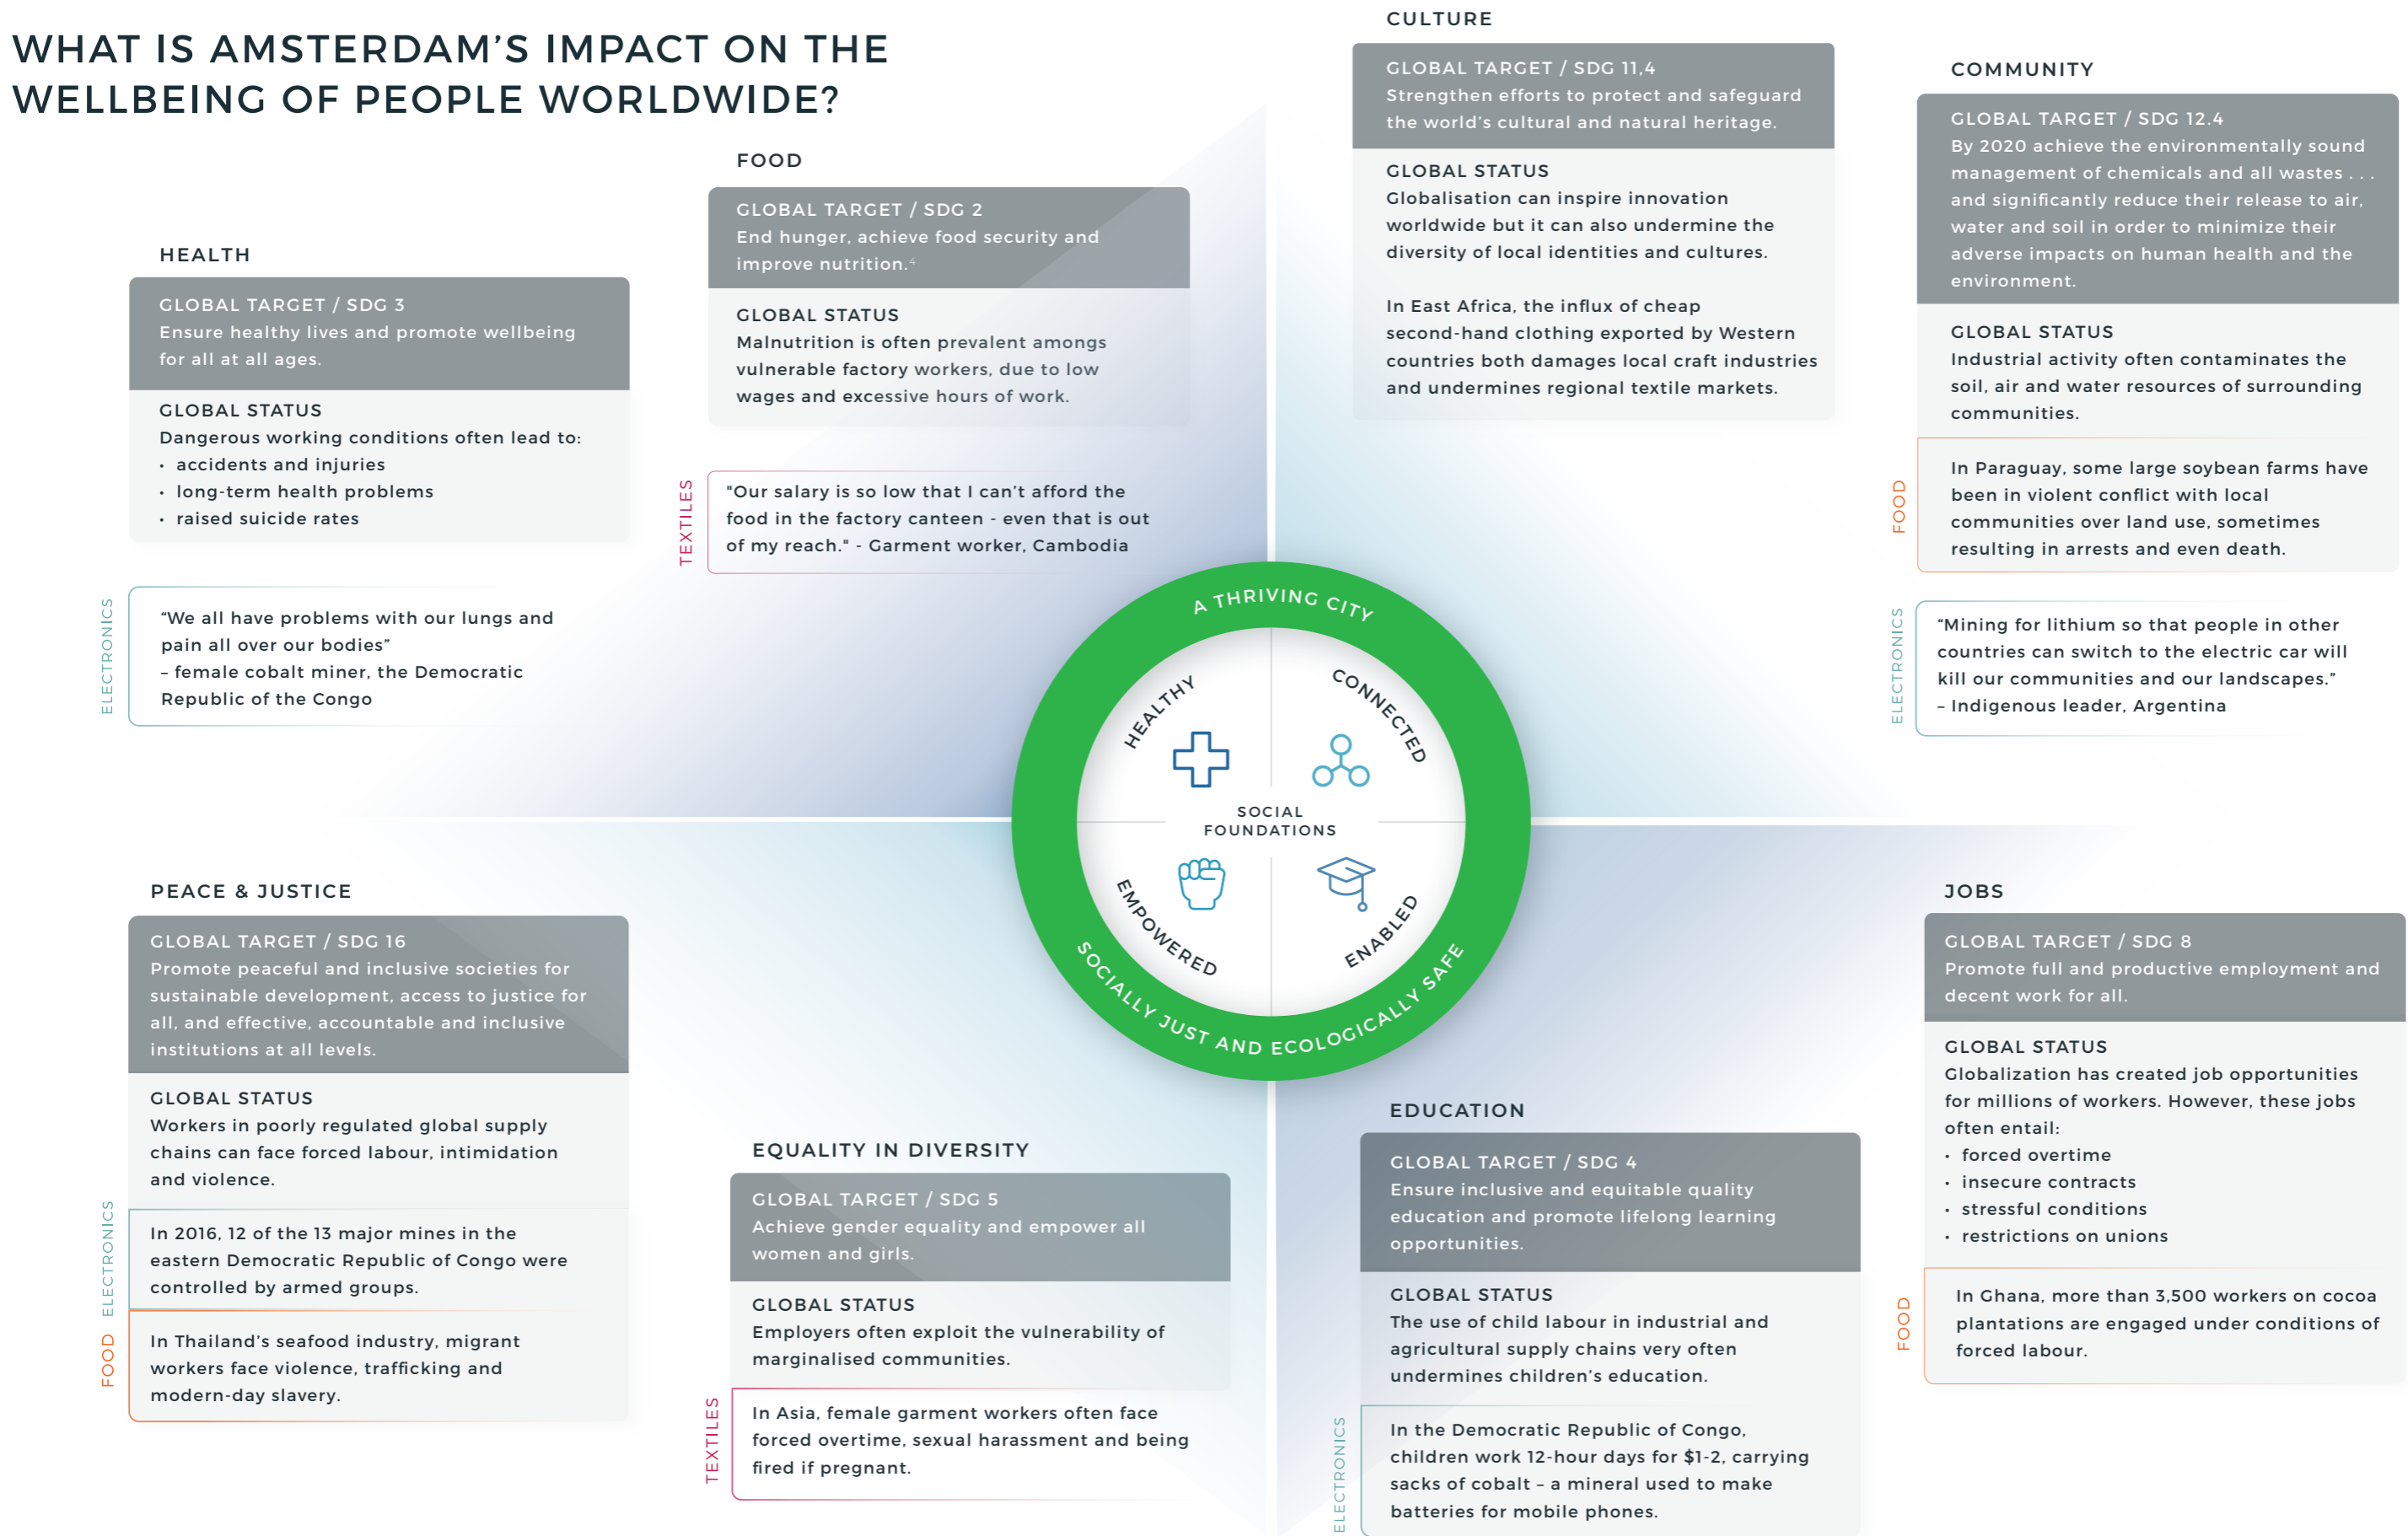 WHAT IS AMSTERDAM'S IMPACT ON THE
WELLBEING OF PEOPLE WORLDWIDE?
HEALTH
GLOBAL TARGET / SDG 3
Ensure healthy lives and promote wellbeing
for all at all ages.
GLOBAL STATUS
Dangerous working conditions often lead to:
• accidents and injuries
• long-term health problems
• raised suicide rates
ELECTRONICS
“We all have problems with our lungs and
pain all over our bodies”
– female cobalt miner, the Democratic
Republic of the Congo
FOOD
GLOBAL TARGET / SDG 2
End hunger, achieve food security and
improve nutrition.⁴
GLOBAL STATUS
Malnutrition is often prevalent amongs
vulnerable factory workers, due to low
wages and excessive hours of work.
TEXTILES
"Our salary is so low that I can't afford the
food in the factory canteen - even that is out
of my reach." - Garment worker, Cambodia
CULTURE
GLOBAL TARGET / SDG 11,4
Strengthen efforts to protect and safeguard
the world's cultural and natural heritage.
GLOBAL STATUS
Globalisation can inspire innovation
worldwide but it can also undermine the
diversity of local identities and cultures.
In East Africa, the influx of cheap
second-hand clothing exported by Western
countries both damages local craft industries
and undermines regional textile markets.
COMMUNITY
GLOBAL TARGET / SDG 12.4
By 2020 achieve the environmentally sound
management of chemicals and all wastes . . .
and significantly reduce their release to air,
water and soil in order to minimize their
adverse impacts on human health and the
environment.
GLOBAL STATUS
Industrial activity often contaminates the
soil, air and water resources of surrounding
communities.
FOOD
In Paraguay, some large soybean farms have
been in violent conflict with local
communities over land use, sometimes
resulting in arrests and even death.
ELECTRONICS
“Mining for lithium so that people in other
countries can switch to the electric car will
kill our communities and our landscapes.”
– Indigenous leader, Argentina
A THRIVING CITY
HEALTHY
CONNECTED
SOCIAL
FOUNDATIONS
EMPOWERED
ENABLED
SOCIALLY JUST AND ECOLOGICALLY SAFE
PEACE & JUSTICE
GLOBAL TARGET / SDG 16
Promote peaceful and inclusive societies for
sustainable development, access to justice for
all, and effective, accountable and inclusive
institutions at all levels.
GLOBAL STATUS
Workers in poorly regulated global supply
chains can face forced labour, intimidation
and violence.
ELECTRONICS
In 2016, 12 of the 13 major mines in the
eastern Democratic Republic of Congo were
controlled by armed groups.
FOOD
In Thailand's seafood industry, migrant
workers face violence, trafficking and
modern-day slavery.
EQUALITY IN DIVERSITY
GLOBAL TARGET / SDG 5
Achieve gender equality and empower all
women and girls.
GLOBAL STATUS
Employers often exploit the vulnerability of
marginalised communities.
TEXTILES
In Asia, female garment workers often face
forced overtime, sexual harassment and being
fired if pregnant.
EDUCATION
GLOBAL TARGET / SDG 4
Ensure inclusive and equitable quality
education and promote lifelong learning
opportunities.
GLOBAL STATUS
The use of child labour in industrial and
agricultural supply chains very often
undermines children's education.
ELECTRONICS
In the Democratic Republic of Congo,
children work 12-hour days for $1-2, carrying
sacks of cobalt – a mineral used to make
batteries for mobile phones.
JOBS
GLOBAL TARGET / SDG 8
Promote full and productive employment and
decent work for all.
GLOBAL STATUS
Globalization has created job opportunities
for millions of workers. However, these jobs
often entail:
• forced overtime
• insecure contracts
• stressful conditions
• restrictions on unions
FOOD
In Ghana, more than 3,500 workers on cocoa
plantations are engaged under conditions of
forced labour.